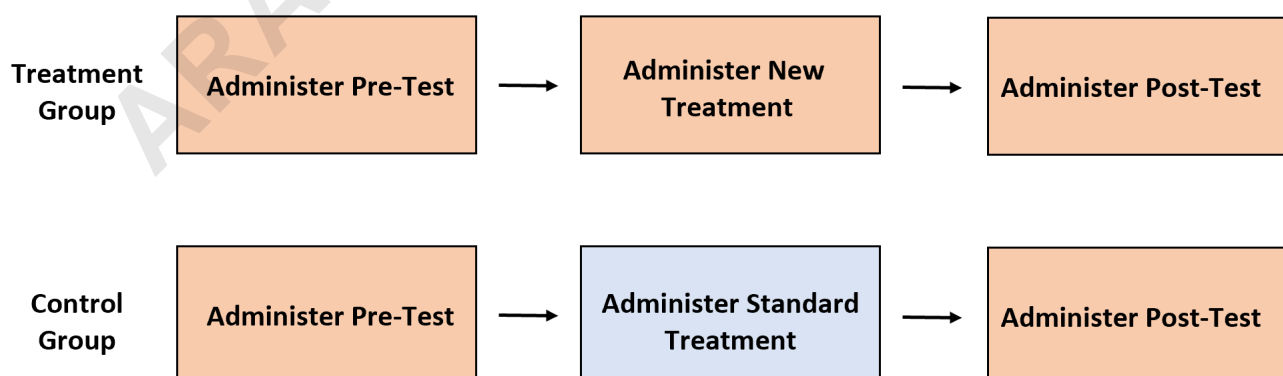 ARA
Treatment
Group
Administer Pre-Test
Administer New
Treatment
Administer Post-Test
Control
Group
Administer Pre-Test
Administer Standard
Treatment
Administer Post-Test